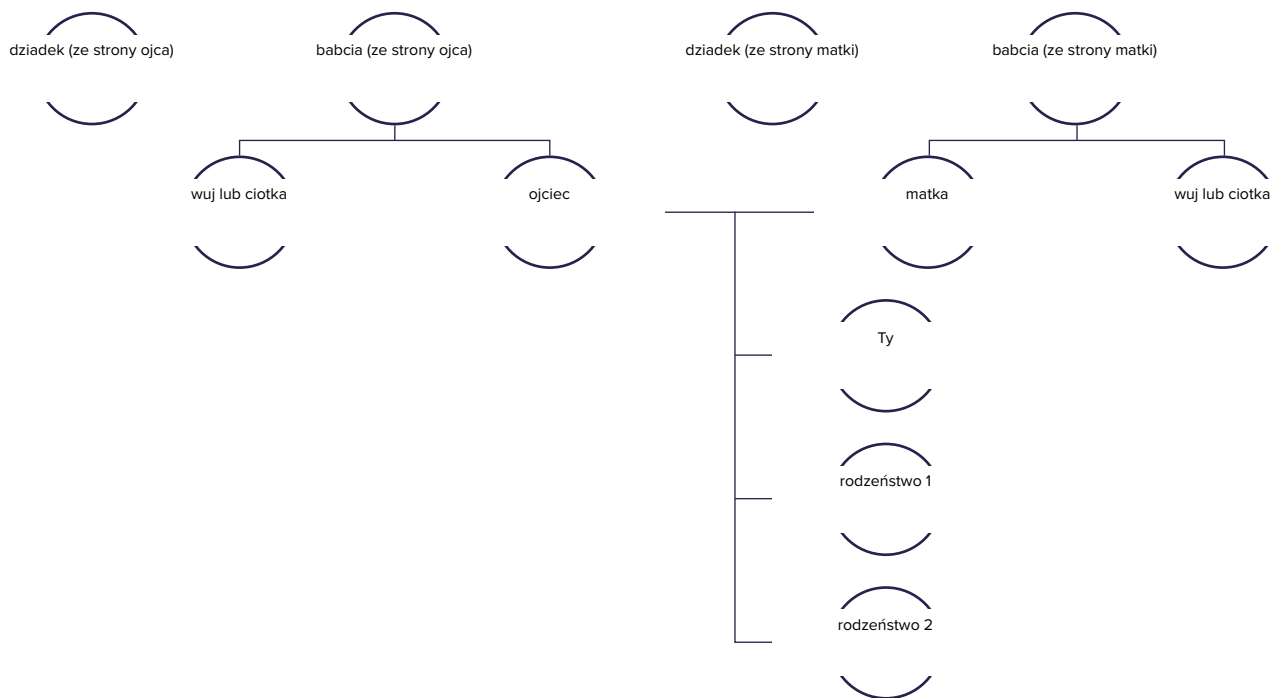 dziadek (ze strony ojca)
babcia (ze strony ojca)
dziadek (ze strony matki)
babcia (ze strony matki)
wuj lub ciotka
ojciec
matka
wuj lub ciotka
Ty
rodzeństwo 1
rodzeństwo 2